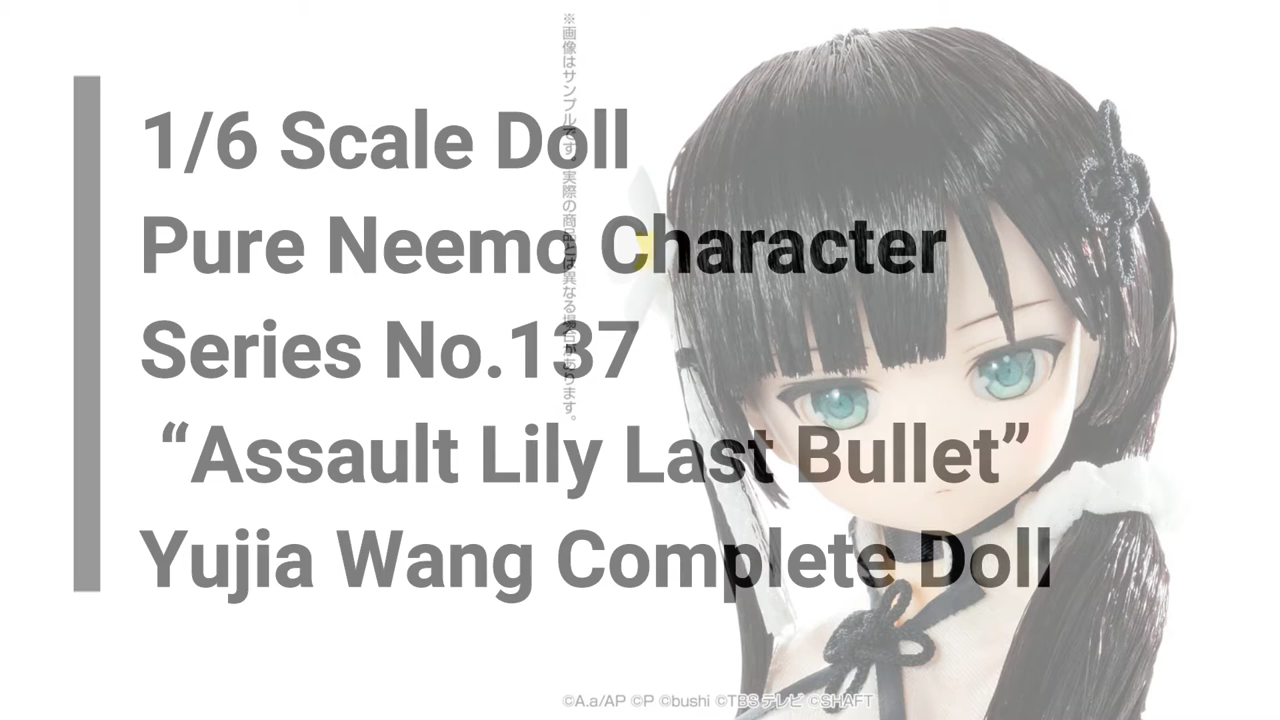 1/6 Scale Doll
Pure Neemo Character
Series No.137
“Assault Lily Last Bullet”
Yujia Wang Complete Doll
※画像はサンプルです。実際の商品とは異なる場合があります。
©A.a/AP ©P ©bushi ©TBSテレビ ©SHAFT